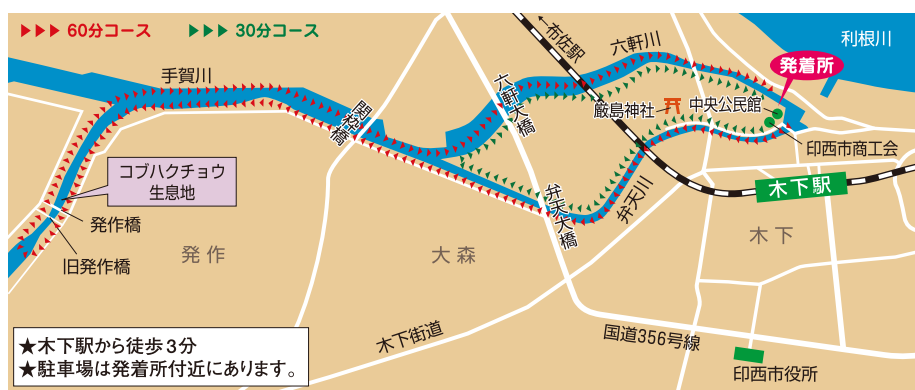 60分コース
30分コース
←布佐駅
六軒川
利根川
発着所
手賀川
関枠橋
六軒大橋
厳島神社
中央公民館
印西市商工会
コブハクチョウ
生息地
弁天大橋
弁天川
木下駅
発作橋
旧発作橋
発作
大森
木下
木下街道
国道356号線
印西市役所
★木下駅から徒歩3分
★駐車場は発着所付近にあります。